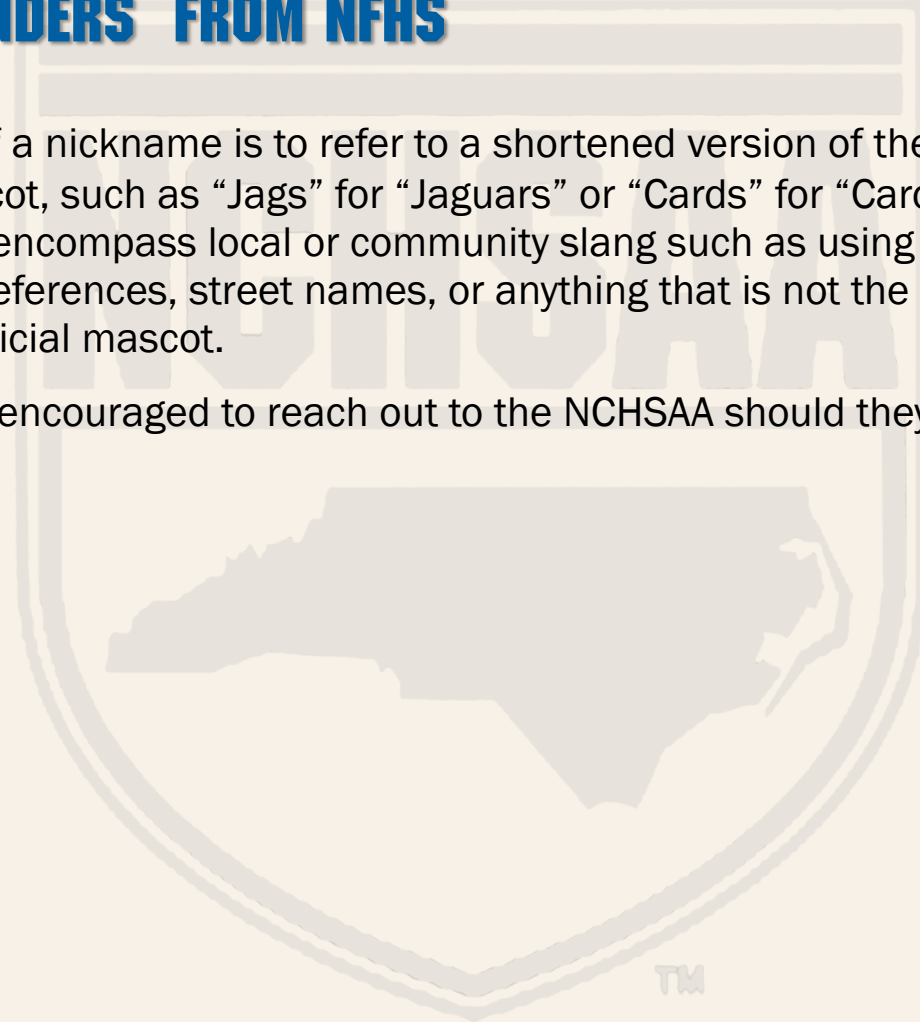 NDERS FROM NFHS
a nickname is to refer to a shortened version of the
cot, such as “Jags” for “Jaguars” or “Cards” for “Card
encompass local or community slang such as using
eferences, street names, or anything that is not the
icial mascot.
encouraged to reach out to the NCHSAA should they
NCHSAA
TM